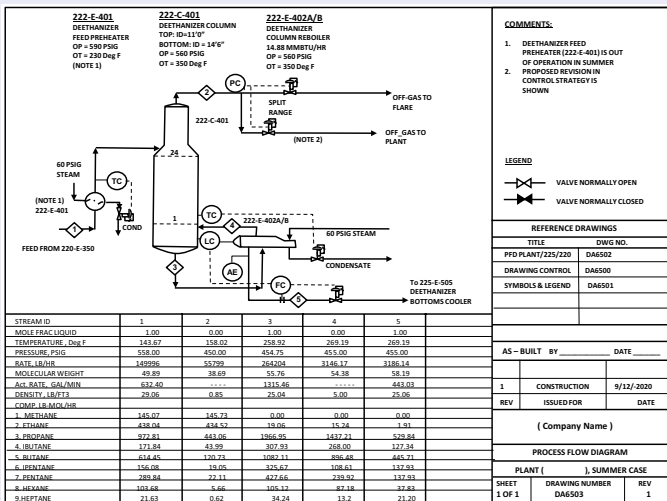 222-E-401
DEETHANIZER
FEED PREHEATER
OP = 590 PSIG
OT = 230 Deg F
(NOTE 1)
222-C-401
DEETHANIZER COLUMN
TOP: ID=11'0"
BOTTOM: ID = 14'6"
OP = 560 PSIG
OT = 350 Deg F
222-E-402A/B
DEETHANIZER
COLUMN REBOILER
14.88 MMBTU/HR
OP = 560 PSIG
OT = 350 Deg F
PC
2
OFF-GAS TO
FLARE
SPLIT
RANGE
222-C-401
OFF_GAS TO
PLANT
(NOTE 2)
24
60 PSIG
STEAM
TC
(NOTE 1)
222-E-401
COND
1
FEED FROM 220-E-350
1
TC
4
222-E-402A/B
LC
60 PSIG STEAM
CONDENSATE
3
AE
FC
5
To 225-E-505
DEETHANIZER
BOTTOMS COOLER
STREAM ID 1 2 3 4 5
MOLE FRAC LIQUID 1.00 0.00 1.00 0.00 1.00
TEMPERATURE , Deg F 143.67 158.02 258.92 269.19 269.19
PRESSURE, PSIG 558.00 450.00 454.75 455.00 455.00
RATE, LB/HR 149996 55799 264204 3146.17 3186.14
MOLECULAR WEIGHT 49.89 38.69 55.76 54.38 58.19
Act. RATE, GAL/MIN 632.40 ---- 1315.46 ------ 443.03
DENSITY, LB/FT3 29.06 0.85 25.04 5.00 25.06
COMP. LB-MOL/HR
1. METHANE 145.07 145.73 0.00 0.00 0.00
2. ETHANE 438.04 434.52 19.06 15.24 1.91
3. PROPANE 972.81 443.06 1966.95 1437.21 529.84
4. IBUTANE 171.84 43.99 307.93 268.00 127.34
5. BUTANE 614.45 120.73 1082.11 896.48 445.71
6. IPENTANE 156.08 19.05 325.67 108.61 137.93
7. PENTANE 289.84 22.11 427.66 239.92 137.93
8. HEXANE 103.68 5.66 105.12 87.18 37.83
9.HEPTANE 21.63 0.62 34.24 13.2 21.20
COMMENTS:
1. DEETHANIZER FEED
PREHEATER (222-E-401) IS OUT
OF OPERATION IN SUMMER
2. PROPOSED REVISION IN
CONTROL STRATEGY IS
SHOWN
LEGEND
VALVE NORMALLY OPEN
VALVE NORMALLY CLOSED
REFERENCE DRAWINGS
TITLE DWG NO.
PFD PLANT/225/220 DA6502
DRAWING CONTROL DA6500
SYMBOLS & LEGEND DA6501
AS – BUILT BY ________ DATE ______
1 CONSTRUCTION 9/12/-2020
REV ISSUED FOR DATE
( Company Name )
PROCESS FLOW DIAGRAM
PLANT ( ), SUMMER CASE
SHEET DRAWING NUMBER REV
1 OF 1 DA6503 1